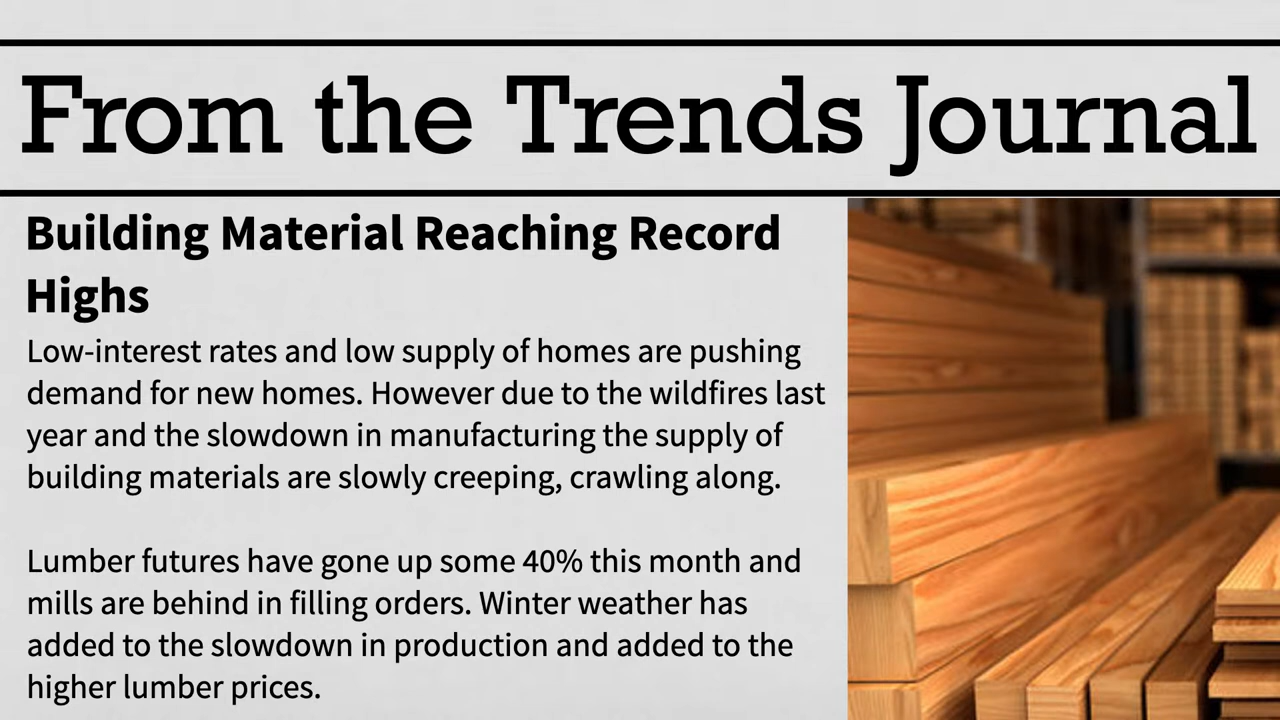 From the Trends Journal
Building Material Reaching Record
Highs
Low-interest rates and low supply of homes are pushing
demand for new homes. However due to the wildfires last
year and the slowdown in manufacturing the supply of
building materials are slowly creeping, crawling along.
Lumber futures have gone up some 40% this month and
mills are behind in filling orders. Winter weather has
added to the slowdown in production and added to the
higher lumber prices.